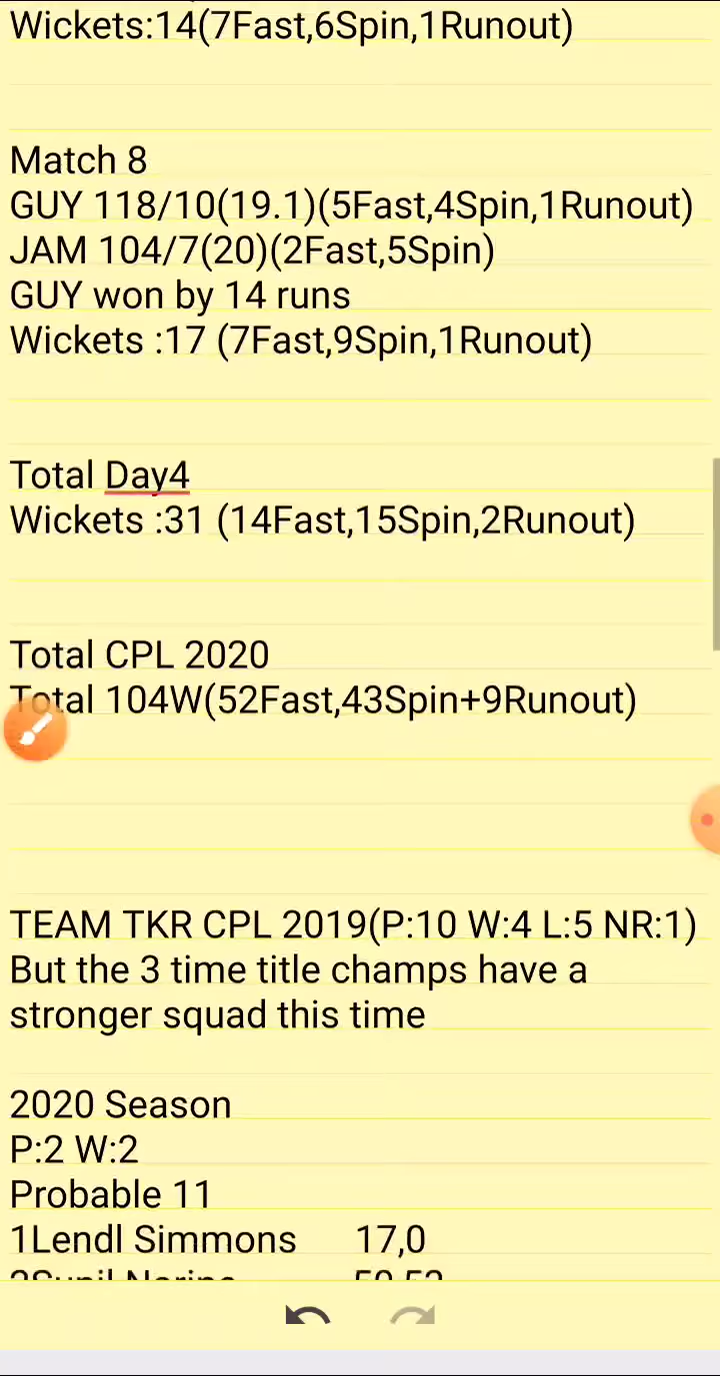 Wickets:14(7Fast,6Spin,1Runout)
Match 8
GUY 118/10(19.1)(5Fast,4Spin,1Runout)
JAM 104/7(20)(2Fast,5Spin)
GUY won by 14 runs
Wickets :17 (7Fast,9Spin,1Runout)
Total Day4
Wickets :31 (14Fast,15Spin,2Runout)
Total CPL 2020
Total 104W(52Fast,43Spin+9Runout)
TEAM TKR CPL 2019(P:10 W:4 L:5 NR:1)
But the 3 time title champs have a
stronger squad this time
2020 Season
P:2 W:2
Probable 11
1Lendl Simmons 17,0